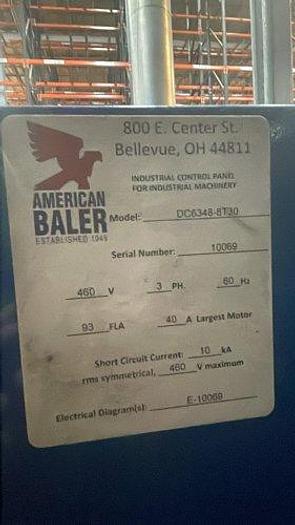 800 E. Center St.
Bellevue, OH 44811
INDUSTRIAL CONTROL PANEL
FOR INDUSTRIAL MACHINERY
AMERICAN
BALER
ESTABLISHED 1945
Model: DC6348-8T30
Serial Number: 10069
460 V 3 PH. 60 Hz
93 FLA 40 A Largest Motor
Short Circuit Current: 10 kA
rms symmetrical, 460 V maximum
Electrical Diagram(s): E-10069